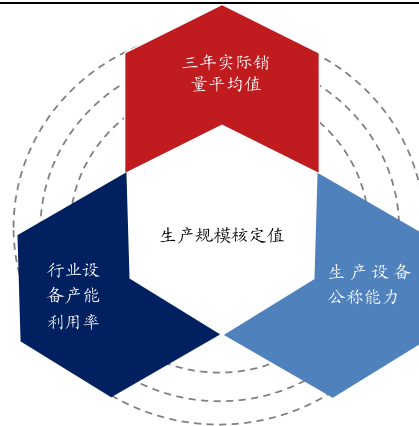 三年实际销
量平均值
生产规模核定值
行业设
备产能
利用率
生产设备
公称能力